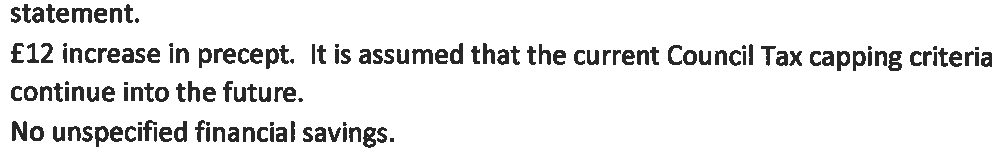 statement.
£12 increase in precept.  It is assumed that the current Council Tax capping criteria
continue into the future.
No unspecified financial savings.